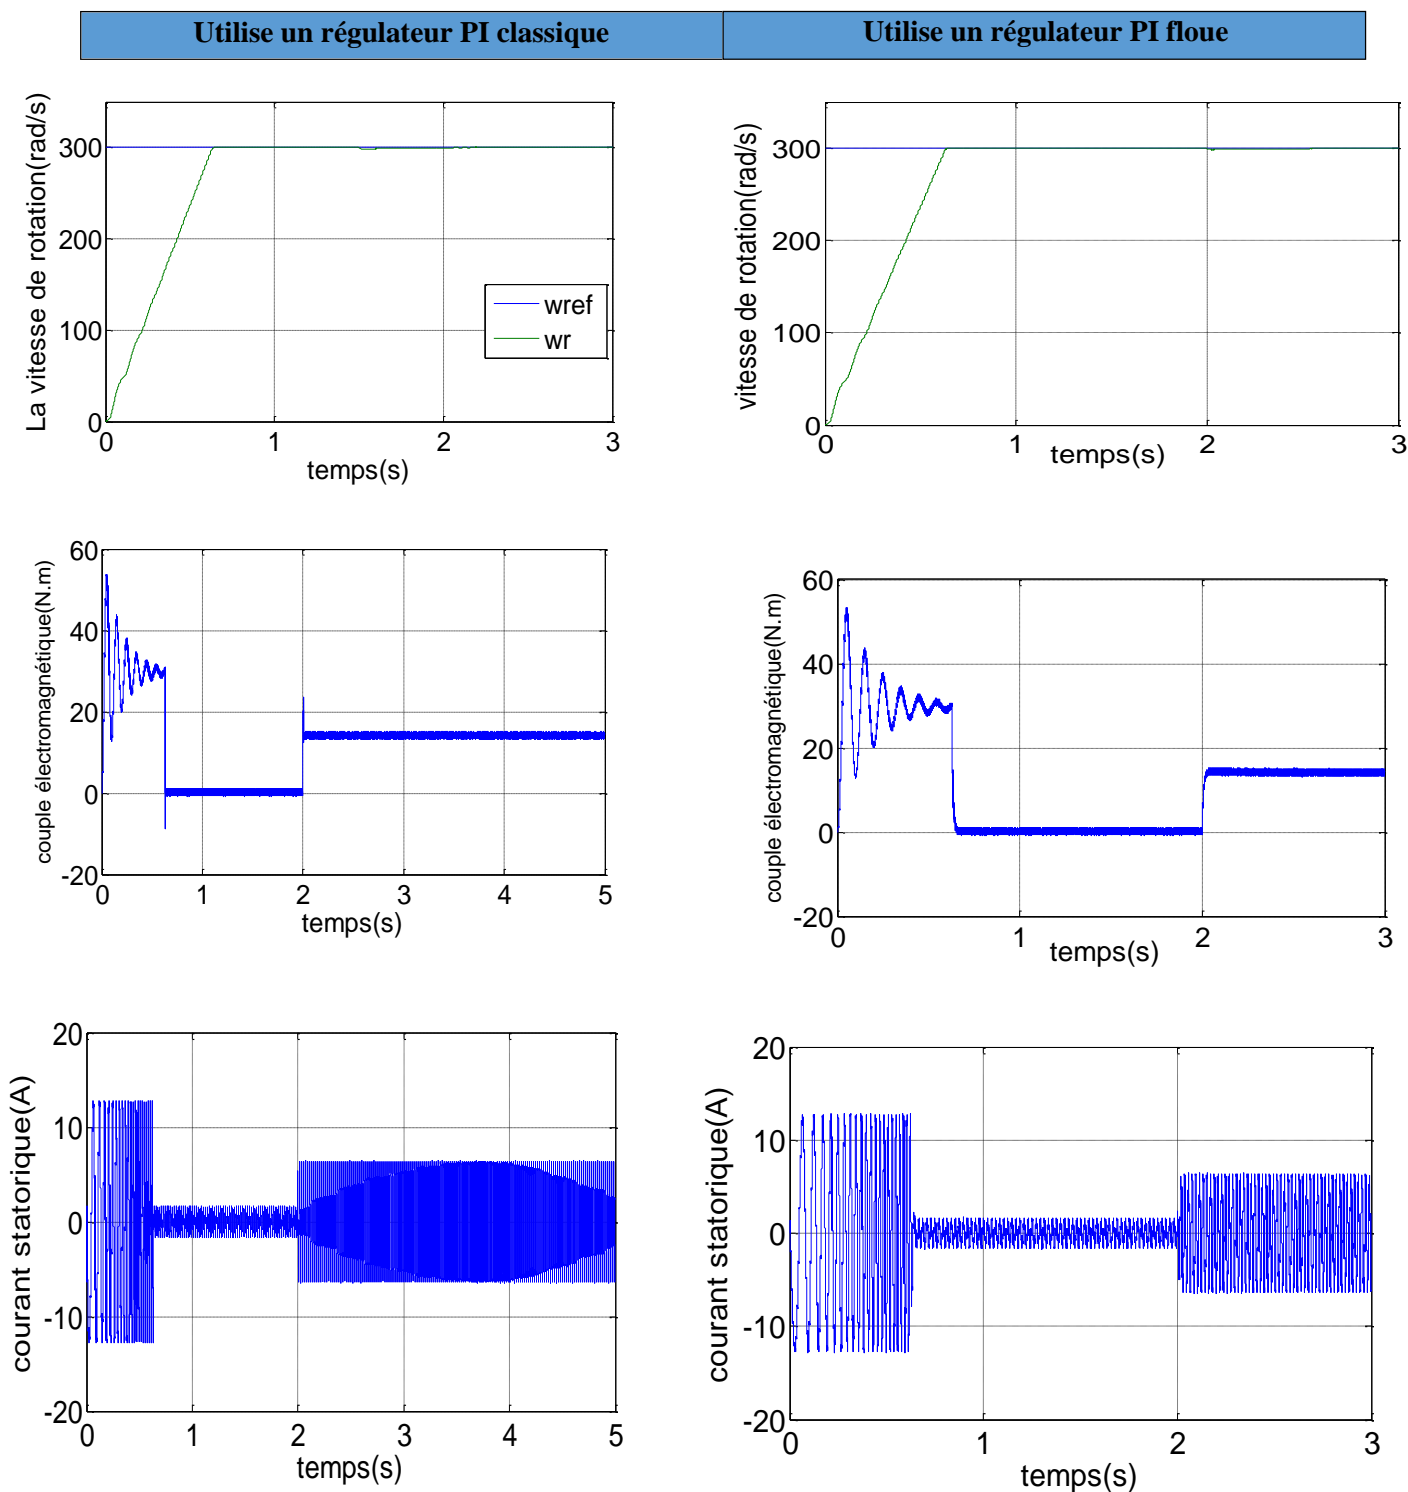 Utilise un régulateur PI classique
Utilise un régulateur PI floue
La vitesse de rotation(rad/s)
300
200
100
0
0 1 2 3
temps(s)
wref
wr
vitesse de rotation(rad/s)
300
200
100
0
0 1 2 3
temps(s)
couple électromagnétique(N.m)
60
40
20
0
-20
0 1 2 3 4 5
temps(s)
couple électromagnétique(N.m)
60
40
20
0
-20
0 1 2 3
temps(s)
courant statorique(A)
20
10
0
-10
-20
0 1 2 3 4 5
temps(s)
courant statorique(A)
20
10
0
-10
-20
0 1 2 3
temps(s)